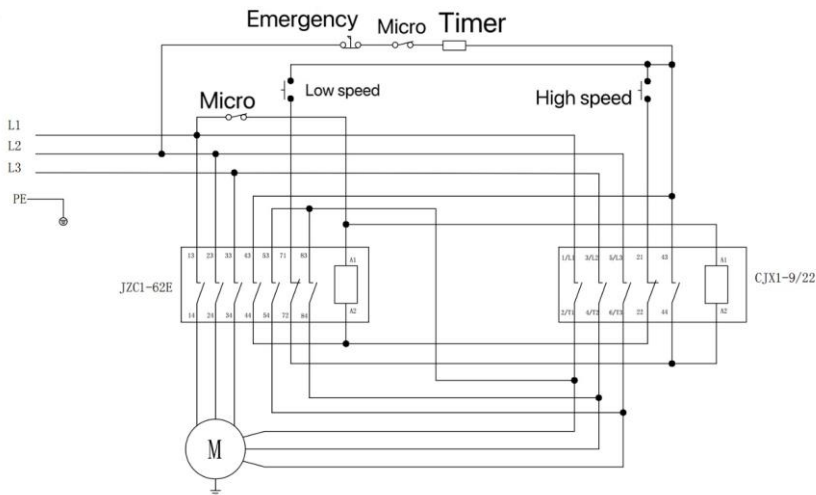 Emergency Micro Timer
Low speed
High speed
Micro
L1
L2
L3
PE
13 23 33 43 53 71 83 A1
JZC1-62E
14 24 34 44 54 72 84 A2
1/L1 3/L2 5/L3 21 43 A1
CJX1-9/22
2/T1 4/T2 6/T3 22 44 A2
M